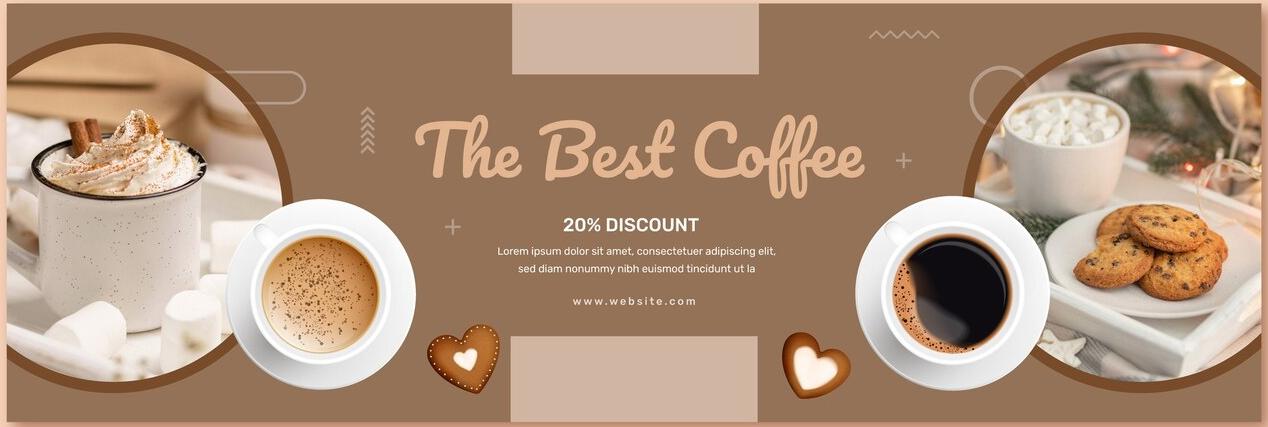 The Best Coffee
20% DISCOUNT
Lorem ipsum dolor sit amet, consectetuer adipiscing elit,
sed diam nonummy nibh euismod tincidunt ut la
www.website.com